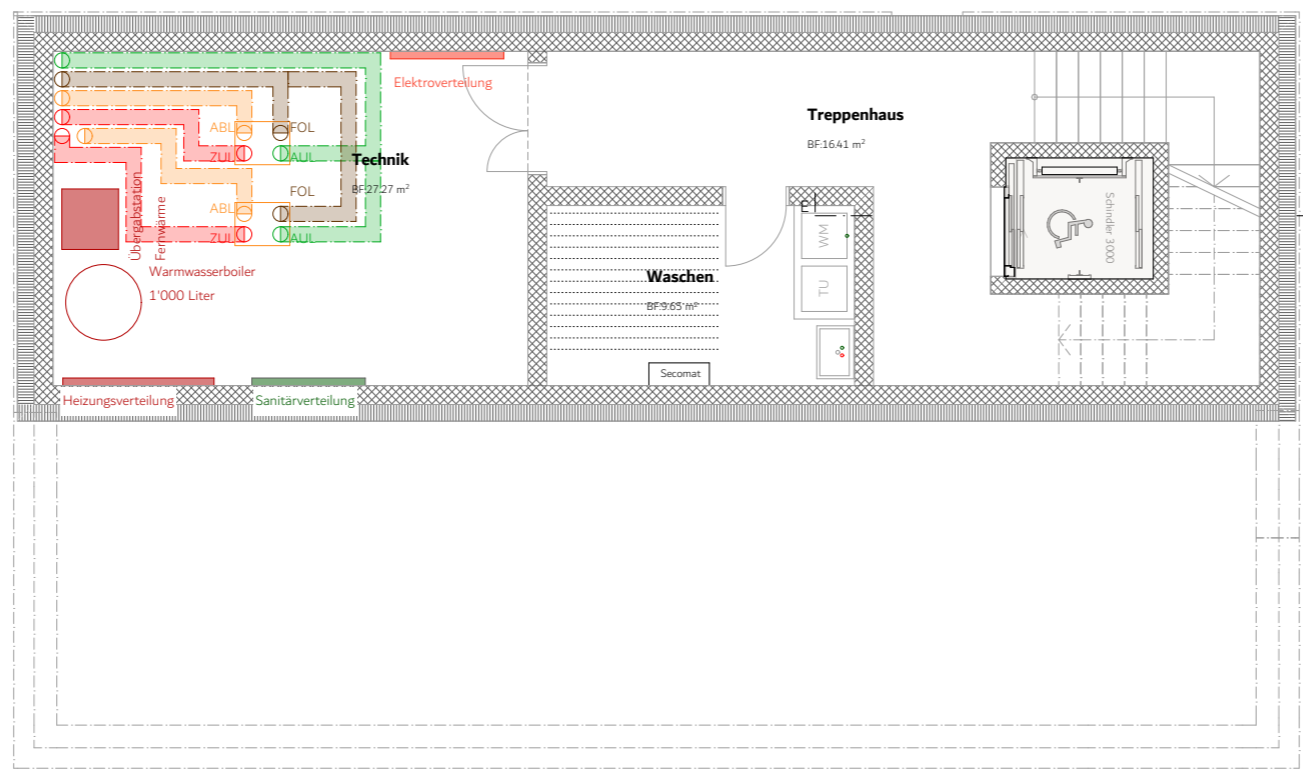 Elektroverteilung
Treppenhaus
BF:16.41 m²
ABL
FOL
ZUL
AUL
Technik
BF:27.27 m²
FOL
ABL
ZUL
AUL
Übergabstation
Fernwärme
Warmwasserboiler
1'000 Liter
Waschen
BF:9.65 m²
E
WM
TU
Secomat
Schindler 3000
Heizungsverteilung
Sanitärverteilung